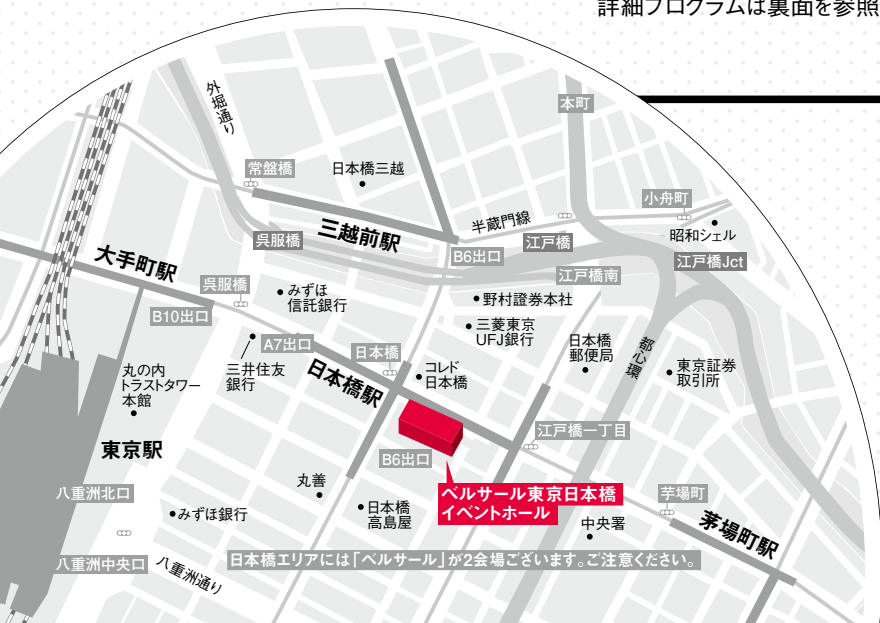 詳細プログラムは裏面を参照
外堀通り
本町
常盤橋
日本橋三越
小舟町
半蔵門線
昭和シェル
三越前駅
呉服橋
江戸橋
B6出口
江戸橋Jct
大手町駅
江戸橋南
呉服橋
みずほ
信託銀行
野村證券本社
B10出口
三菱東京
UFJ銀行
日本橋
郵便局
都心環
A7出口
日本橋
三井住友
銀行
コレド
日本橋
東京証券
取引所
丸の内
トラストタワー
本館
日本橋駅
東京駅
江戸橋一丁目
B6出口
丸善
八重洲北口
ベルサール東京日本橋
イベントホール
芋場町
みずほ銀行
日本橋
高島屋
中央署
茅場町駅
八重洲中央口
八重洲通り
日本橋エリアには「ベルサール」が2会場ございます。ご注意ください。